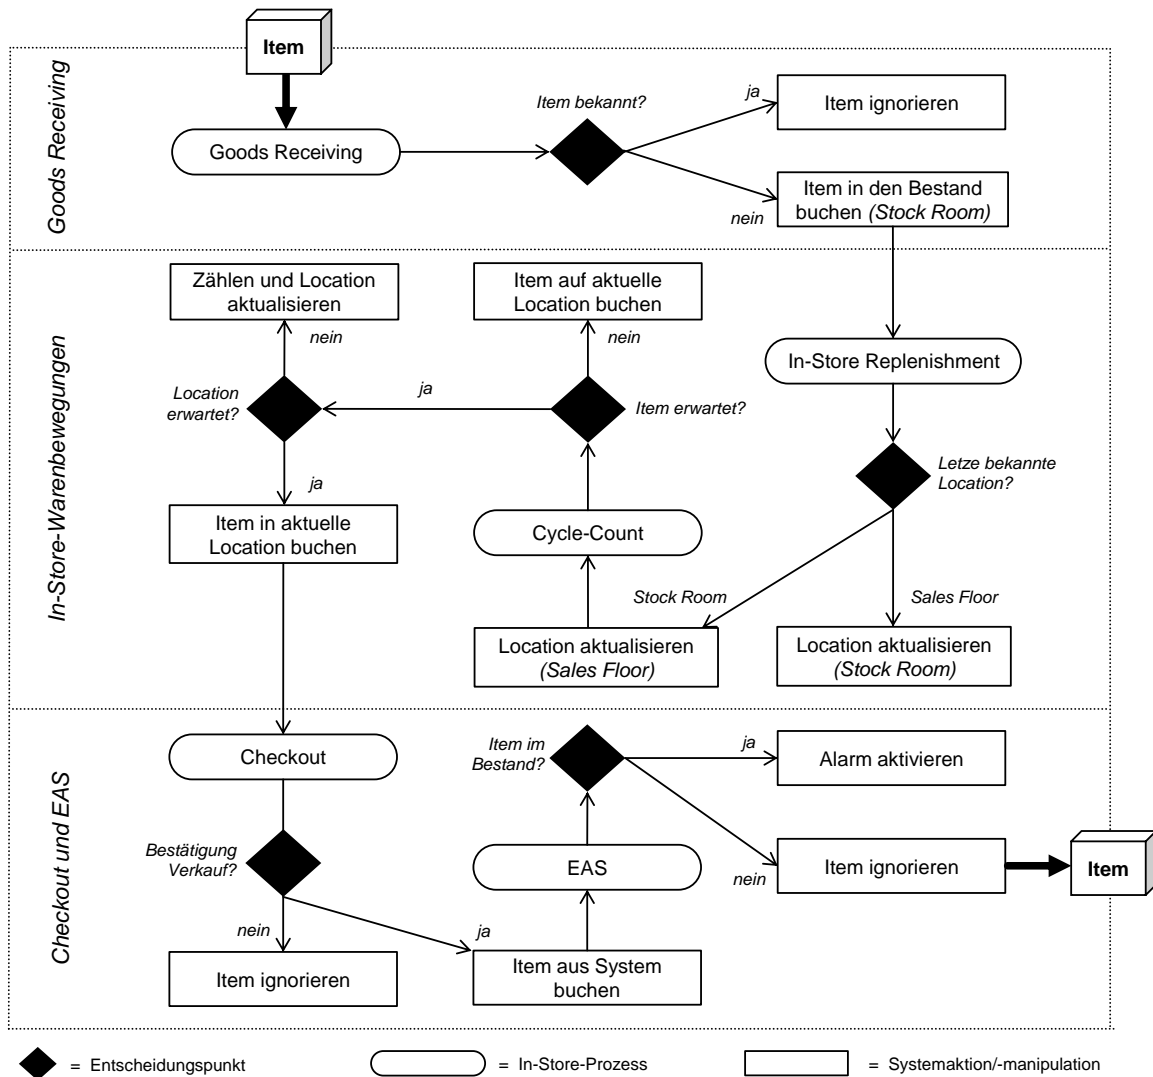 Item
Goods Receiving
Item bekannt?
ja
Item ignorieren
Goods Receiving
nein
Item in den Bestand
buchen (Stock Room)
In-Store-Warenbewegungen
Zählen und Location
aktualisieren
nein
Item auf aktuelle
Location buchen
nein
In-Store Replenishment
Location
erwartet?
ja
Item erwartet?
Letze bekannte
Location?
ja
Item in aktuelle
Location buchen
Cycle-Count
Stock Room
Sales Floor
Location aktualisieren
(Sales Floor)
Location aktualisieren
(Stock Room)
Checkout und EAS
Checkout
Item im
Bestand?
ja
Alarm aktivieren
Bestätigung
Verkauf?
EAS
nein
Item ignorieren
Item
nein
ja
Item ignorieren
Item aus System
buchen
= Entscheidungspunkt
= In-Store-Prozess
= Systemaktion/-manipulation